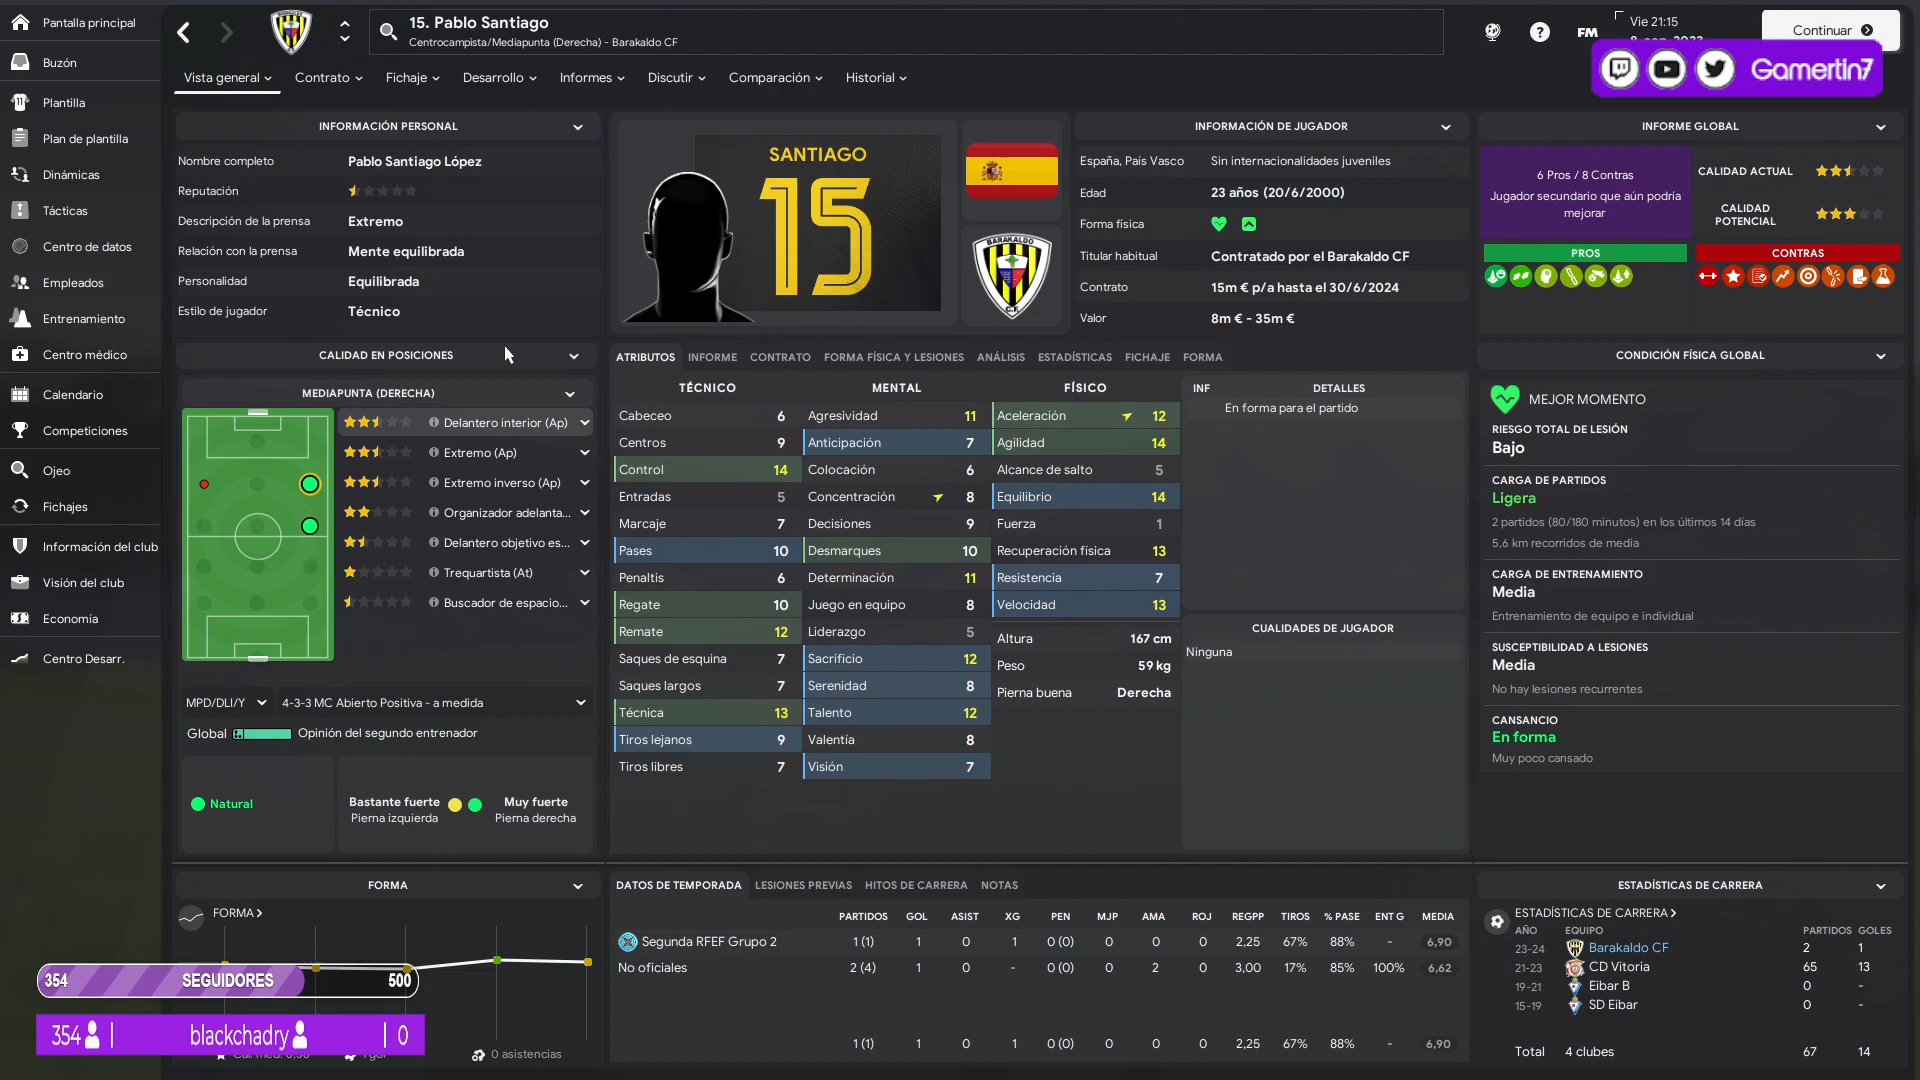 Pantalla principal
Buzón
Plantilla
Plan de plantilla
Dinámicas
Tácticas
Centro de datos
Empleados
Entrenamiento
Centro médico
Calendario
Competiciones
Ojeo
Fichajes
Información del club
Visión del club
Economía
Centro Desarr.
15. Pablo Santiago
Centrocampista/Mediapunta (Derecha) - Barakaldo CF
FM
Vie 21:15
Continuar
Gamertin7
Vista general
Contrato
Fichaje
Desarrollo
Informes
Discutir
Comparación
Historial
INFORMACIÓN PERSONAL
Nombre completo Pablo Santiago López
Reputación
Descripción de la prensa Extremo
Relación con la prensa Mente equilibrada
Personalidad Equilibrada
Estilo de jugador Técnico
SANTIAGO
15
BARAKALDO
C.F.
INFORMACIÓN DE JUGADOR
España, País Vasco Sin internacionalidades juveniles
Edad 23 años (20/6/2000)
Forma física
Titular habitual Contratado por el Barakaldo CF
Contrato 15m € p/a hasta el 30/6/2024
Valor 8m € - 35m €
INFORME GLOBAL
6 Pros / 8 Contras
Jugador secundario que aún podría
mejorar
CALIDAD ACTUAL
CALIDAD
POTENCIAL
PROS
CONTRAS
CALIDAD EN POSICIONES
MEDIAPUNTA (DERECHA)
Delantero interior (Ap)
Extremo (Ap)
Extremo inverso (Ap)
Organizador adelanta...
Delantero objetivo es...
Trequartista (At)
Buscador de espacio...
MPD/DLI/Y
4-3-3 MC Abierto Positiva - a medida
Global Opinión del segundo entrenador
Natural
Bastante fuerte
Pierna izquierda
Muy fuerte
Pierna derecha
ATRIBUTOS INFORME CONTRATO FORMA FÍSICA Y LESIONES ANÁLISIS ESTADÍSTICAS FICHAJE FORMA
TÉCNICO
Cabeceo 6
Centros 9
Control 14
Entradas 5
Marcaje 7
Pases 10
Penaltis 6
Regate 10
Remate 12
Saques de esquina 7
Saques largos 7
Técnica 13
Tiros lejanos 9
Tiros libres 7
MENTAL
Agresividad 11
Anticipación 7
Colocación 6
Concentración 8
Decisiones 9
Desmarques 10
Determinación 11
Juego en equipo 8
Liderazgo 5
Sacrificio 12
Serenidad 8
Talento 12
Valentía 8
Visión 7
FÍSICO
Aceleración 12
Agilidad 14
Alcance de salto 5
Equilibrio 14
Fuerza 1
Recuperación física 13
Resistencia 7
Velocidad 13
Altura 167 cm
Peso 59 kg
Pierna buena Derecha
INF DETALLES
En forma para el partido
CUALIDADES DE JUGADOR
Ninguna
CONDICIÓN FÍSICA GLOBAL
MEJOR MOMENTO
RIESGO TOTAL DE LESIÓN
Bajo
CARGA DE PARTIDOS
Ligera
2 partidos (80/180 minutos) en los últimos 14 días
5,6 km recorridos de media
CARGA DE ENTRENAMIENTO
Media
Entrenamiento de equipo e individual
SUSCEPTIBILIDAD A LESIONES
Media
No hay lesiones recurrentes
CANSANCIO
En forma
Muy poco cansado
FORMA
FORMA
354 SEGUIDORES 500
354 blackchadry 0
0 asistencias
DATOS DE TEMPORADA LESIONES PREVIAS HITOS DE CARRERA NOTAS
PARTIDOS GOL ASIST XG PEN MJP AMA ROJ REGPP TIROS % PASE ENT G MEDIA
Segunda RFEF Grupo 2 1 (1) 1 0 1 0 (0) 0 0 0 2,25 67% 88% - 6,90
No oficiales 2 (4) 1 0 - 0 (0) 0 2 0 3,00 17% 85% 100% 6,62
1 (1) 1 0 1 0 (0) 0 0 0 2,25 67% 88% - 6,90
ESTADÍSTICAS DE CARRERA
ESTADÍSTICAS DE CARRERA
AÑO EQUIPO PARTIDOS GOLES
23-24 Barakaldo CF 2 1
21-23 CD Vitoria 65 13
19-21 Eibar B 0 -
15-19 SD Eibar 0 -
Total 4 clubes 67 14